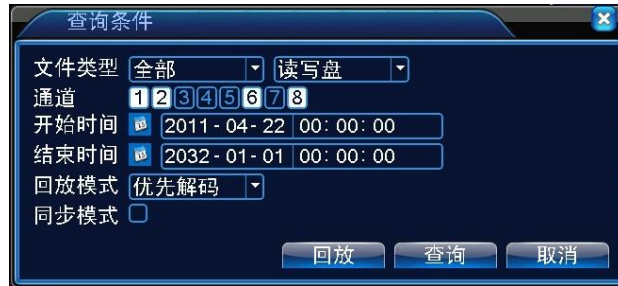 查询条件
文件类型 全部 读写盘
通道 1 2 3 4 5 6 7 8
开始时间 2011-04-22 00:00:00
结束时间 2032-01-01 00:00:00
回放模式 优先解码
同步模式
回放 查询 取消